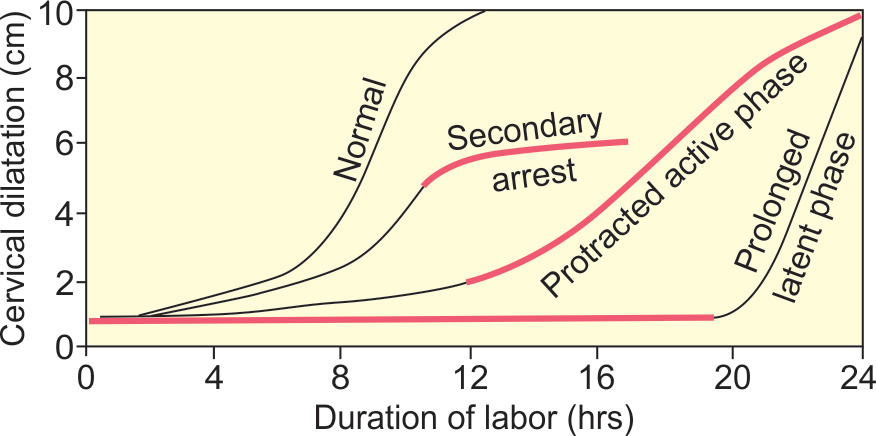 Cervical dilatation (cm)
10
8
6
4
2
0
Normal
Secondary
arrest
Protracted active phase
Prolonged
latent phase
0 4 8 12 16 20 24
Duration of labor (hrs)